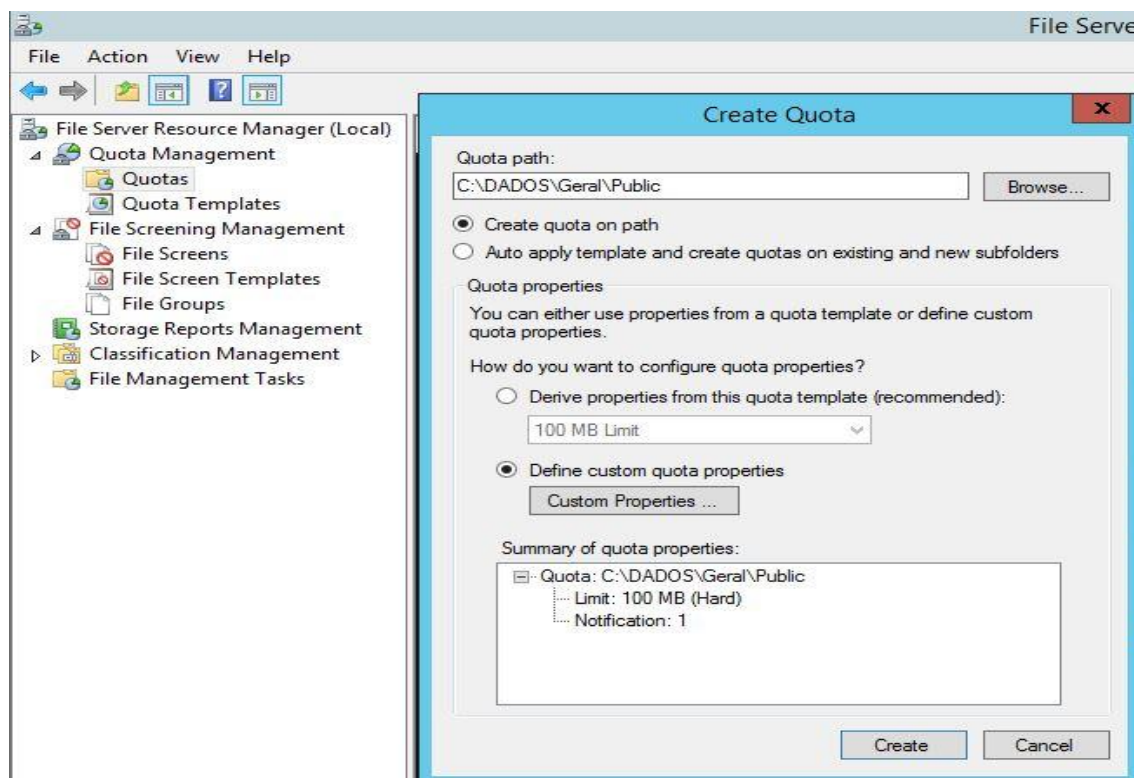 File Serve
File Action View Help
File Server Resource Manager (Local)
Quota Management
Quotas
Quota Templates
File Screening Management
File Screens
File Screen Templates
File Groups
Storage Reports Management
Classification Management
File Management Tasks
Create Quota
x
Quota path:
C:\DADOS\Geral\Public
Browse...
Create quota on path
Auto apply template and create quotas on existing and new subfolders
Quota properties
You can either use properties from a quota template or define custom
quota properties.
How do you want to configure quota properties?
Derive properties from this quota template (recommended):
100 MB Limit
Define custom quota properties
Custom Properties ...
Summary of quota properties:
Quota: C:\DADOS\Geral\Public
Limit: 100 MB (Hard)
Notification: 1
Create Cancel